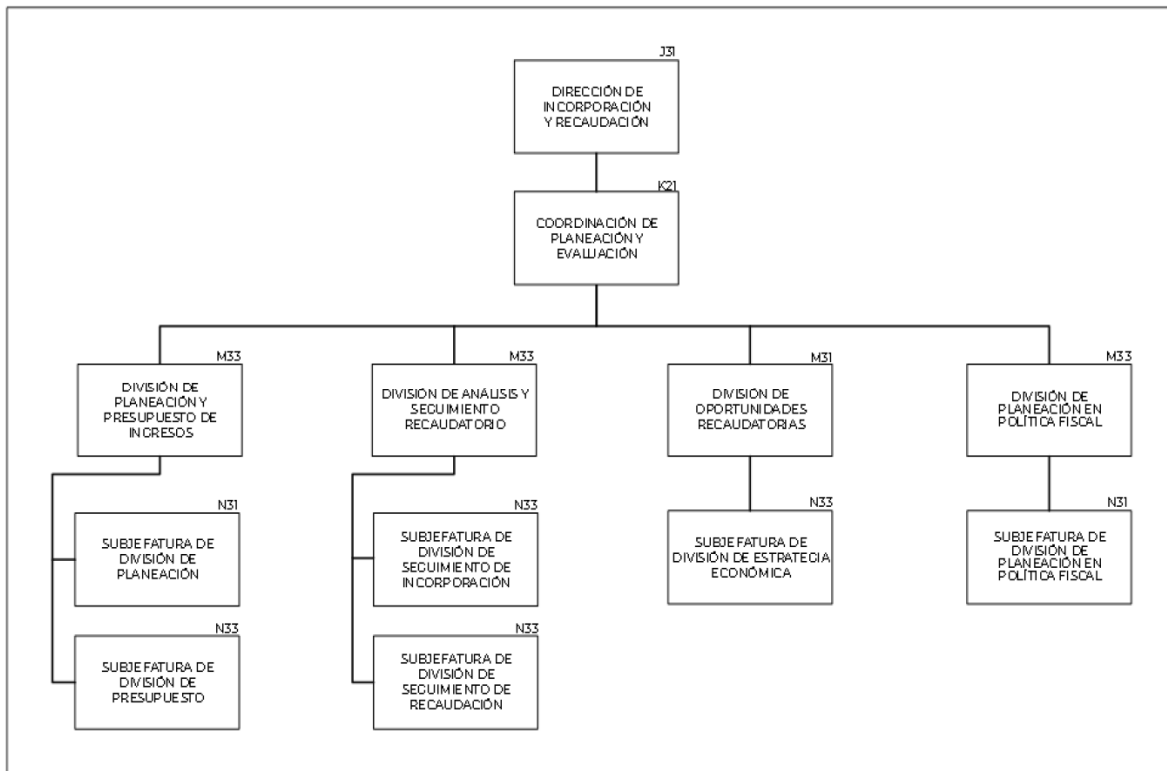 J31
DIRECCIÓN DE
INCORPORACIÓN
Y RECAUDACIÓN
K21
COORDINACIÓN DE
PLANEACIÓN Y
EVALUACIÓN
M33
DIVISIÓN DE
PLANEACIÓN Y
PRESUPUESTO DE
INGRESOS
M33
DIVISIÓN DE ANÁLISIS Y
SEGUIMIENTO
RECAUDATORIO
M31
DIVISIÓN DE
OPORTUNIDADES
RECAUDATORIAS
M33
DIVISIÓN DE
PLANEACIÓN EN
POLÍTICA FISCAL
N31
SUBJEFATURA DE
DIVISIÓN DE
PLANEACIÓN
N33
SUBJEFATURA DE
DIVISIÓN DE
SEGUIMIENTO DE
INCORPORACIÓN
N33
SUBJEFATURA DE
DIVISIÓN DE ESTRATEGIA
ECONÓMICA
N31
SUBJEFATURA DE
DIVISIÓN DE
PLANEACIÓN EN
POLÍTICA FISCAL
N33
SUBJEFATURA DE
DIVISIÓN DE
PRESUPUESTO
N33
SUBJEFATURA DE
DIVISIÓN DE
SEGUIMIENTO DE
RECAUDACIÓN